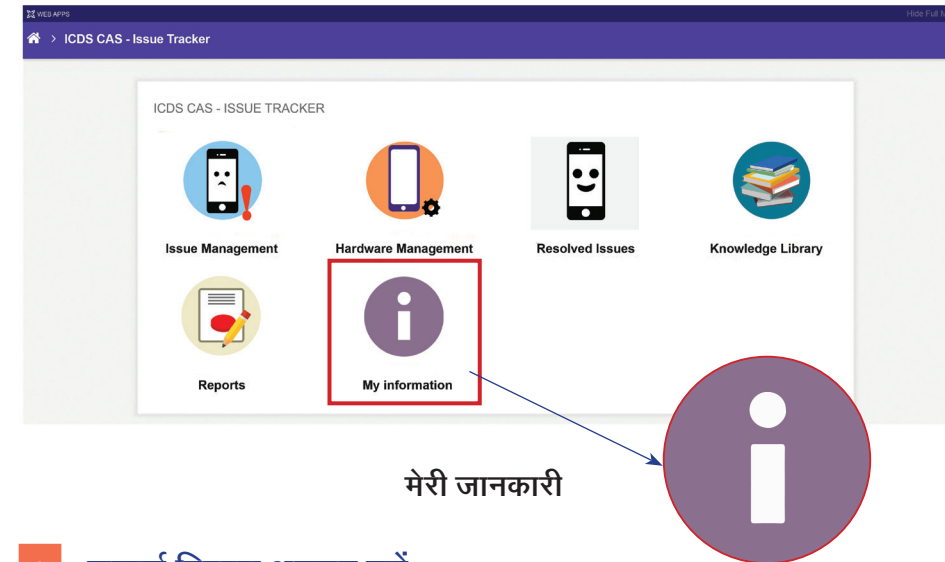 WEB APPS
Hide Full
> ICDS CAS - Issue Tracker
ICDS CAS - ISSUE TRACKER
Issue Management
Hardware Management
Resolved Issues
Knowledge Library
Reports
My information
मेरी जानकारी